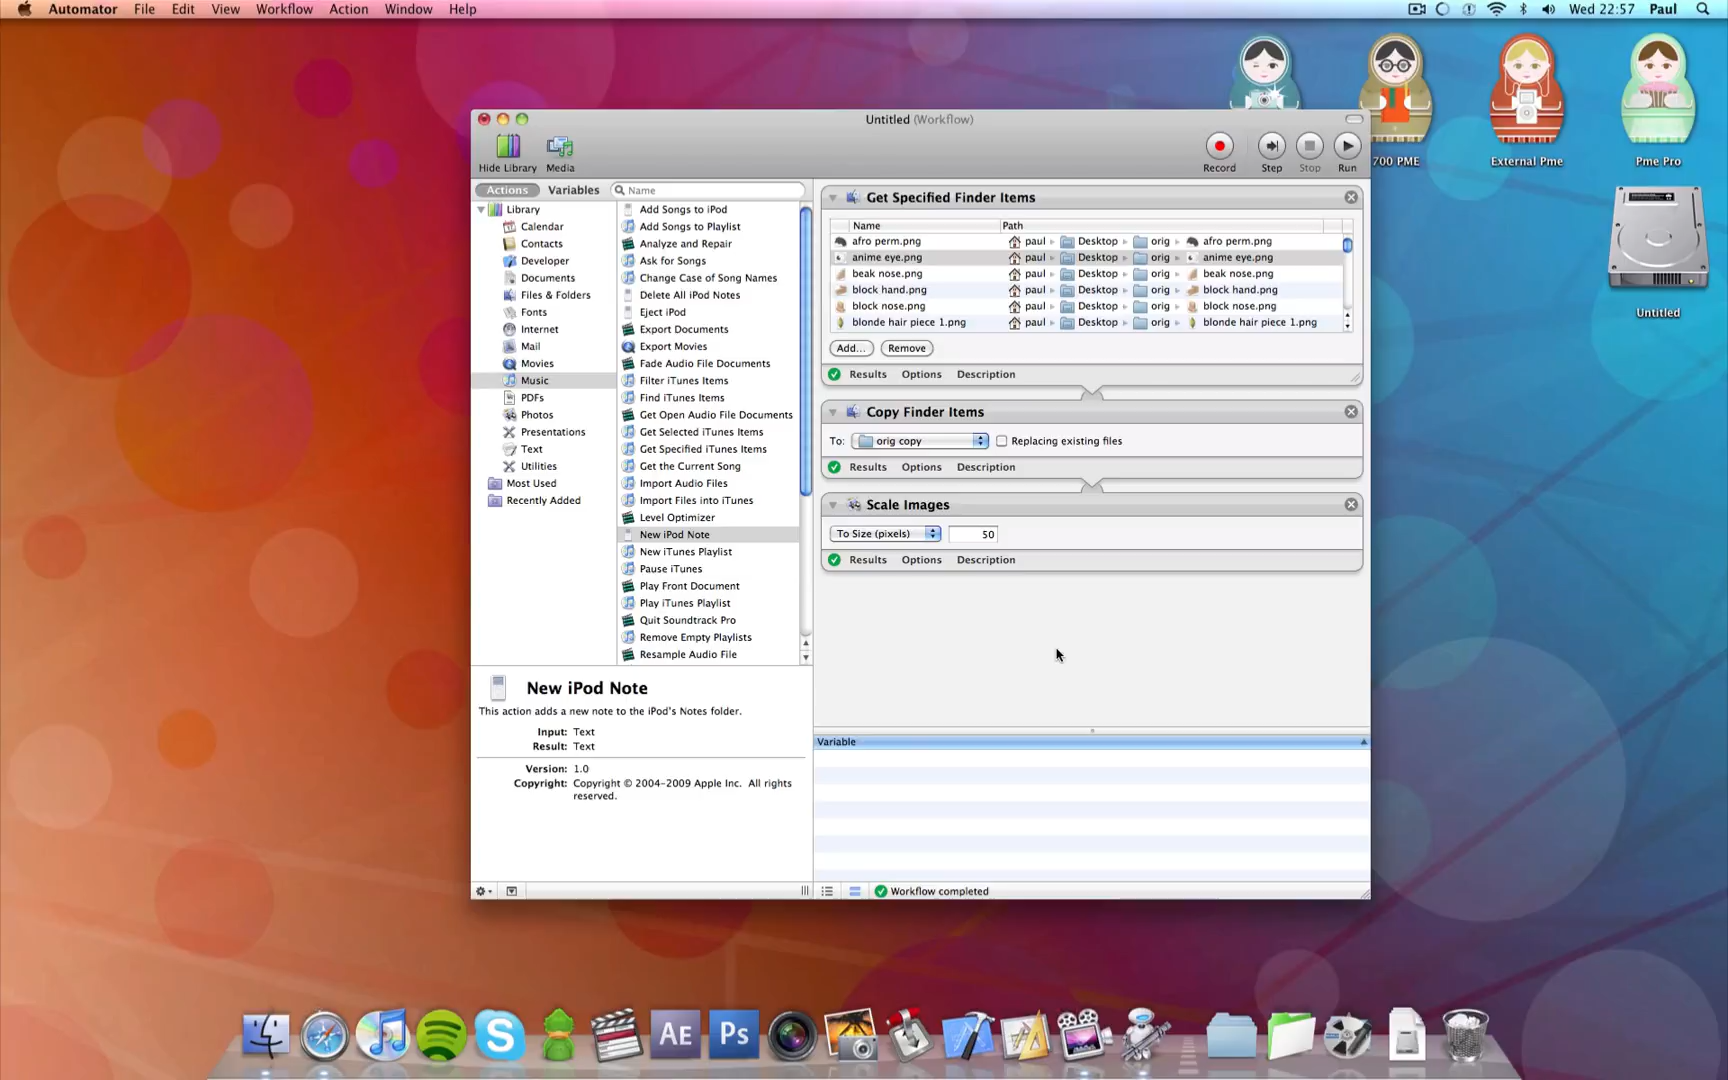 Automator File Edit View Workflow Action Window Help Wed 22:57 Paul
Untitled (Workflow)
Hide Library Media Record Step Stop Run
700 PME External Pme Pme Pro
Untitled
Actions Variables Name
Library
Calendar
Contacts
Developer
Documents
Files & Folders
Fonts
Internet
Mail
Movies
Music
PDFs
Photos
Presentations
Text
Utilities
Most Used
Recently Added
Add Songs to iPod
Add Songs to Playlist
Analyze and Repair
Ask for Songs
Change Case of Song Names
Delete All iPod Notes
Eject iPod
Export Documents
Export Movies
Fade Audio File Documents
Filter iTunes Items
Find iTunes Items
Get Open Audio File Documents
Get Selected iTunes Items
Get Specified iTunes Items
Get the Current Song
Import Audio Files
Import Files into iTunes
Level Optimizer
New iPod Note
New iTunes Playlist
Pause iTunes
Play Front Document
Play iTunes Playlist
Quit Soundtrack Pro
Remove Empty Playlists
Resample Audio File
New iPod Note
This action adds a new note to the iPod's Notes folder.
Input: Text
Result: Text
Version: 1.0
Copyright: Copyright © 2004–2009 Apple Inc. All rights
reserved.
Get Specified Finder Items
Name Path
afro perm.png paul Desktop orig afro perm.png
anime eye.png paul Desktop orig anime eye.png
beak nose.png paul Desktop orig beak nose.png
block hand.png paul Desktop orig block hand.png
block nose.png paul Desktop orig block nose.png
blonde hair piece 1.png paul Desktop orig blonde hair piece 1.png
Add... Remove
Results Options Description
Copy Finder Items
To: orig copy Replacing existing files
Results Options Description
Scale Images
To Size (pixels) 50
Results Options Description
Variable
Workflow completed
AE Ps